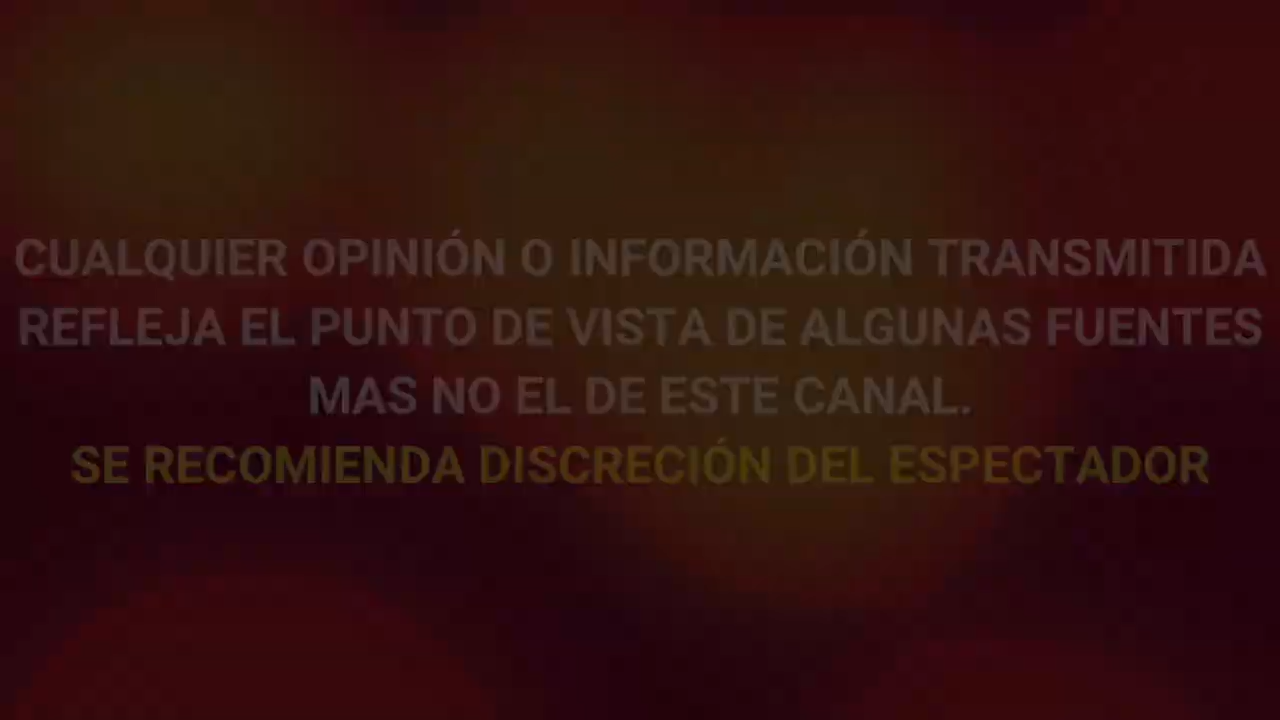 CUALQUIER OPINIÓN O INFORMACIÓN TRANSMITIDA
REFLEJA EL PUNTO DE VISTA DE ALGUNAS FUENTES
MAS NO EL DE ESTE CANAL.
SE RECOMIENDA DISCRECIÓN DEL ESPECTADOR